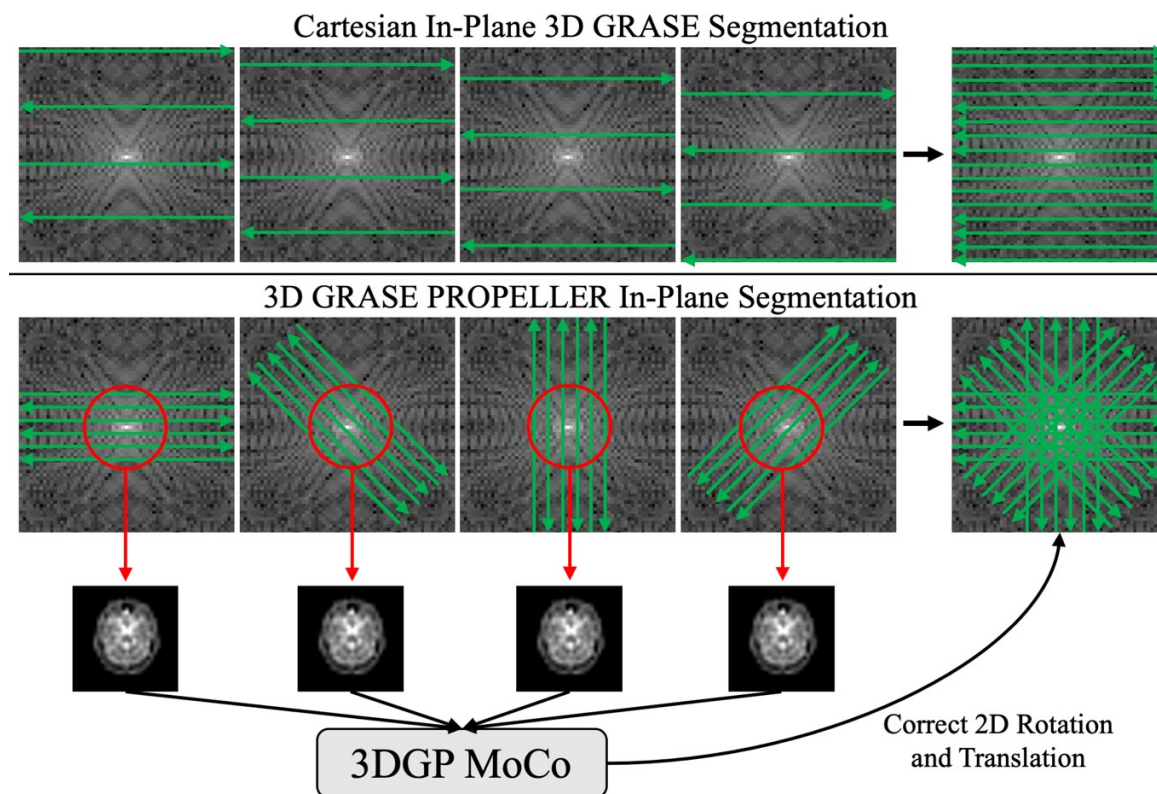 Cartesian In-Plane 3D GRASE Segmentation
3D GRASE PROPELLER In-Plane Segmentation
3DGP MoCo
Correct 2D Rotation
and Translation